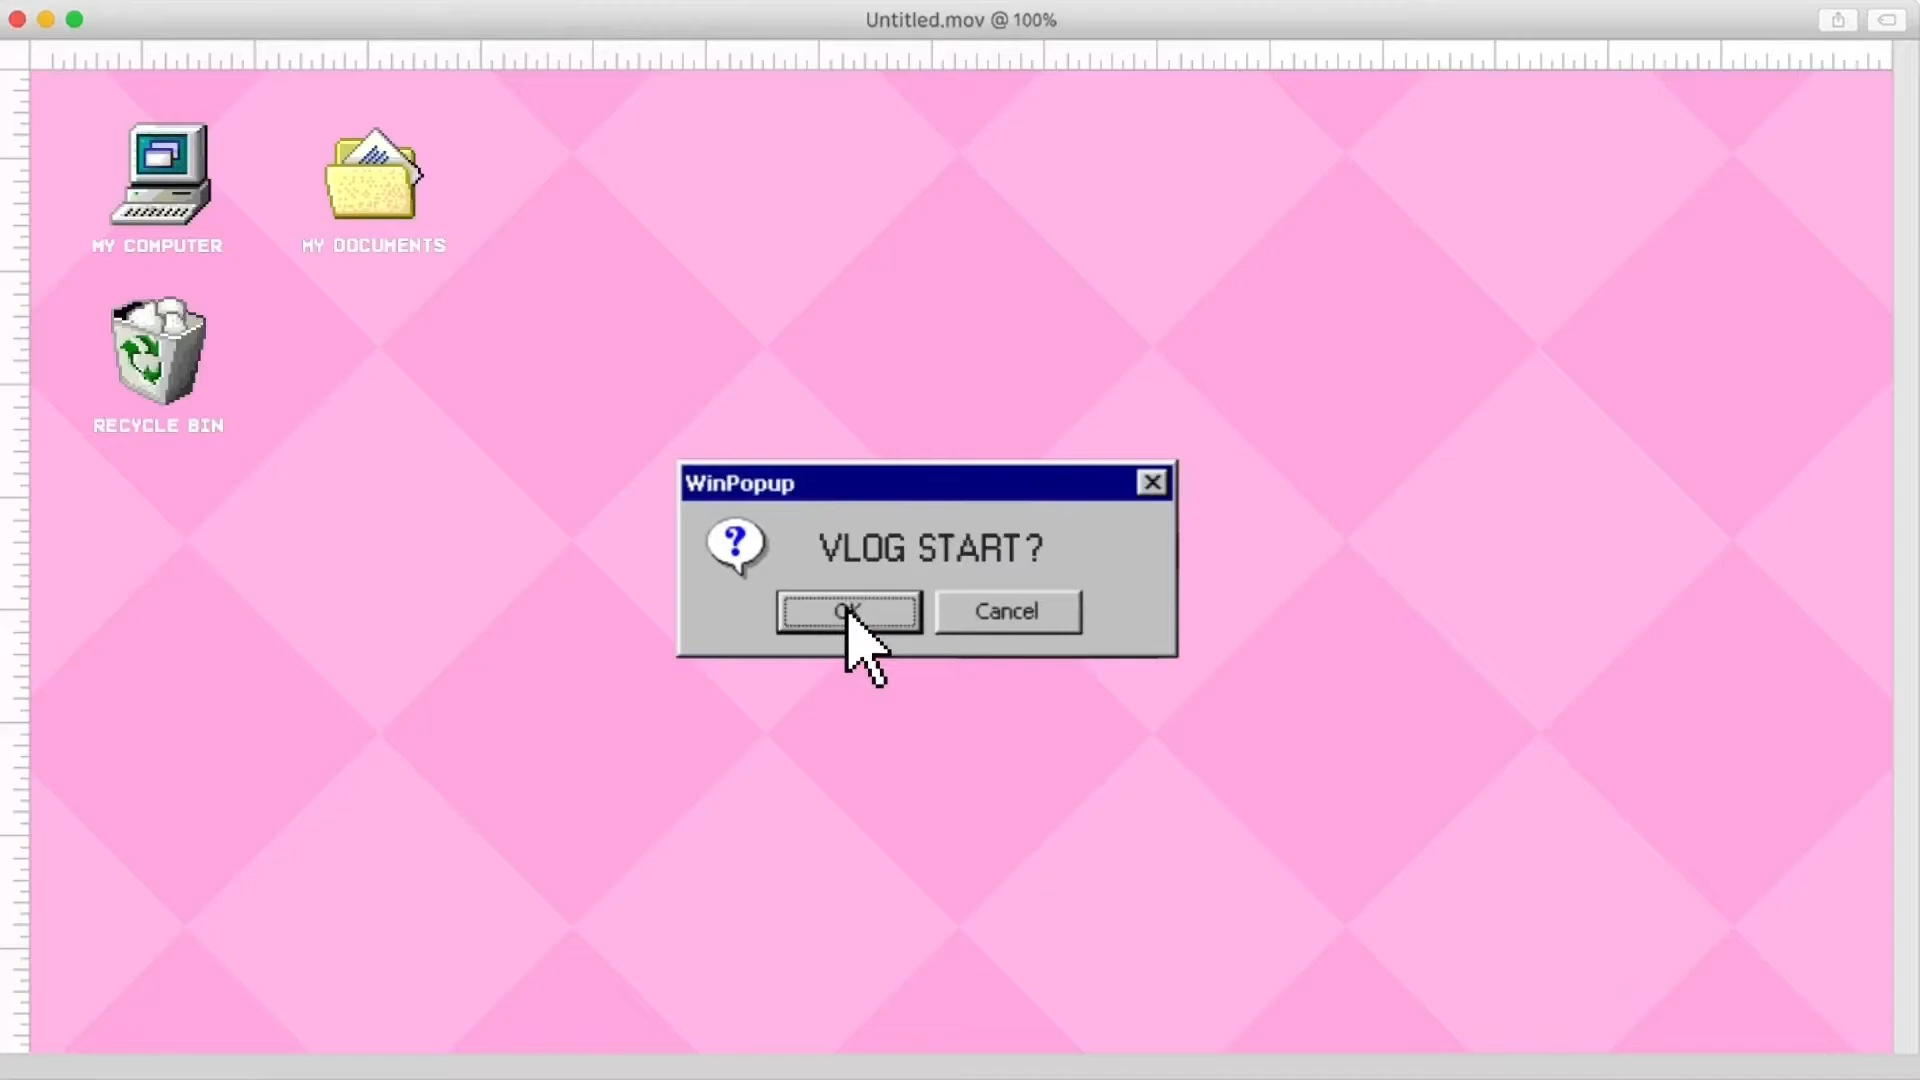 Untitled.mov @ 100%
MY COMPUTER
MY DOCUMENTS
RECYCLE BIN
WinPopup
?
VLOG START?
OK
Cancel